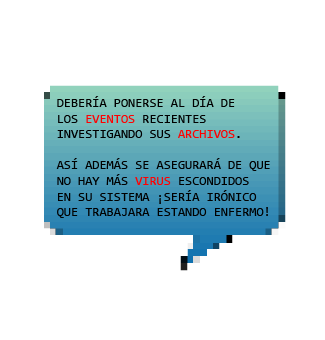 DEBERÍA PONERSE AL DÍA DE
LOS EVENTOS RECIENTES
INVESTIGANDO SUS ARCHIVOS.
ASÍ ADEMÁS SE ASEGURARÁ DE QUE
NO HAY MÁS VIRUS ESCONDIDOS
EN SU SISTEMA ¡SERÍA IRÓNICO
QUE TRABAJARA ESTANDO ENFERMO!